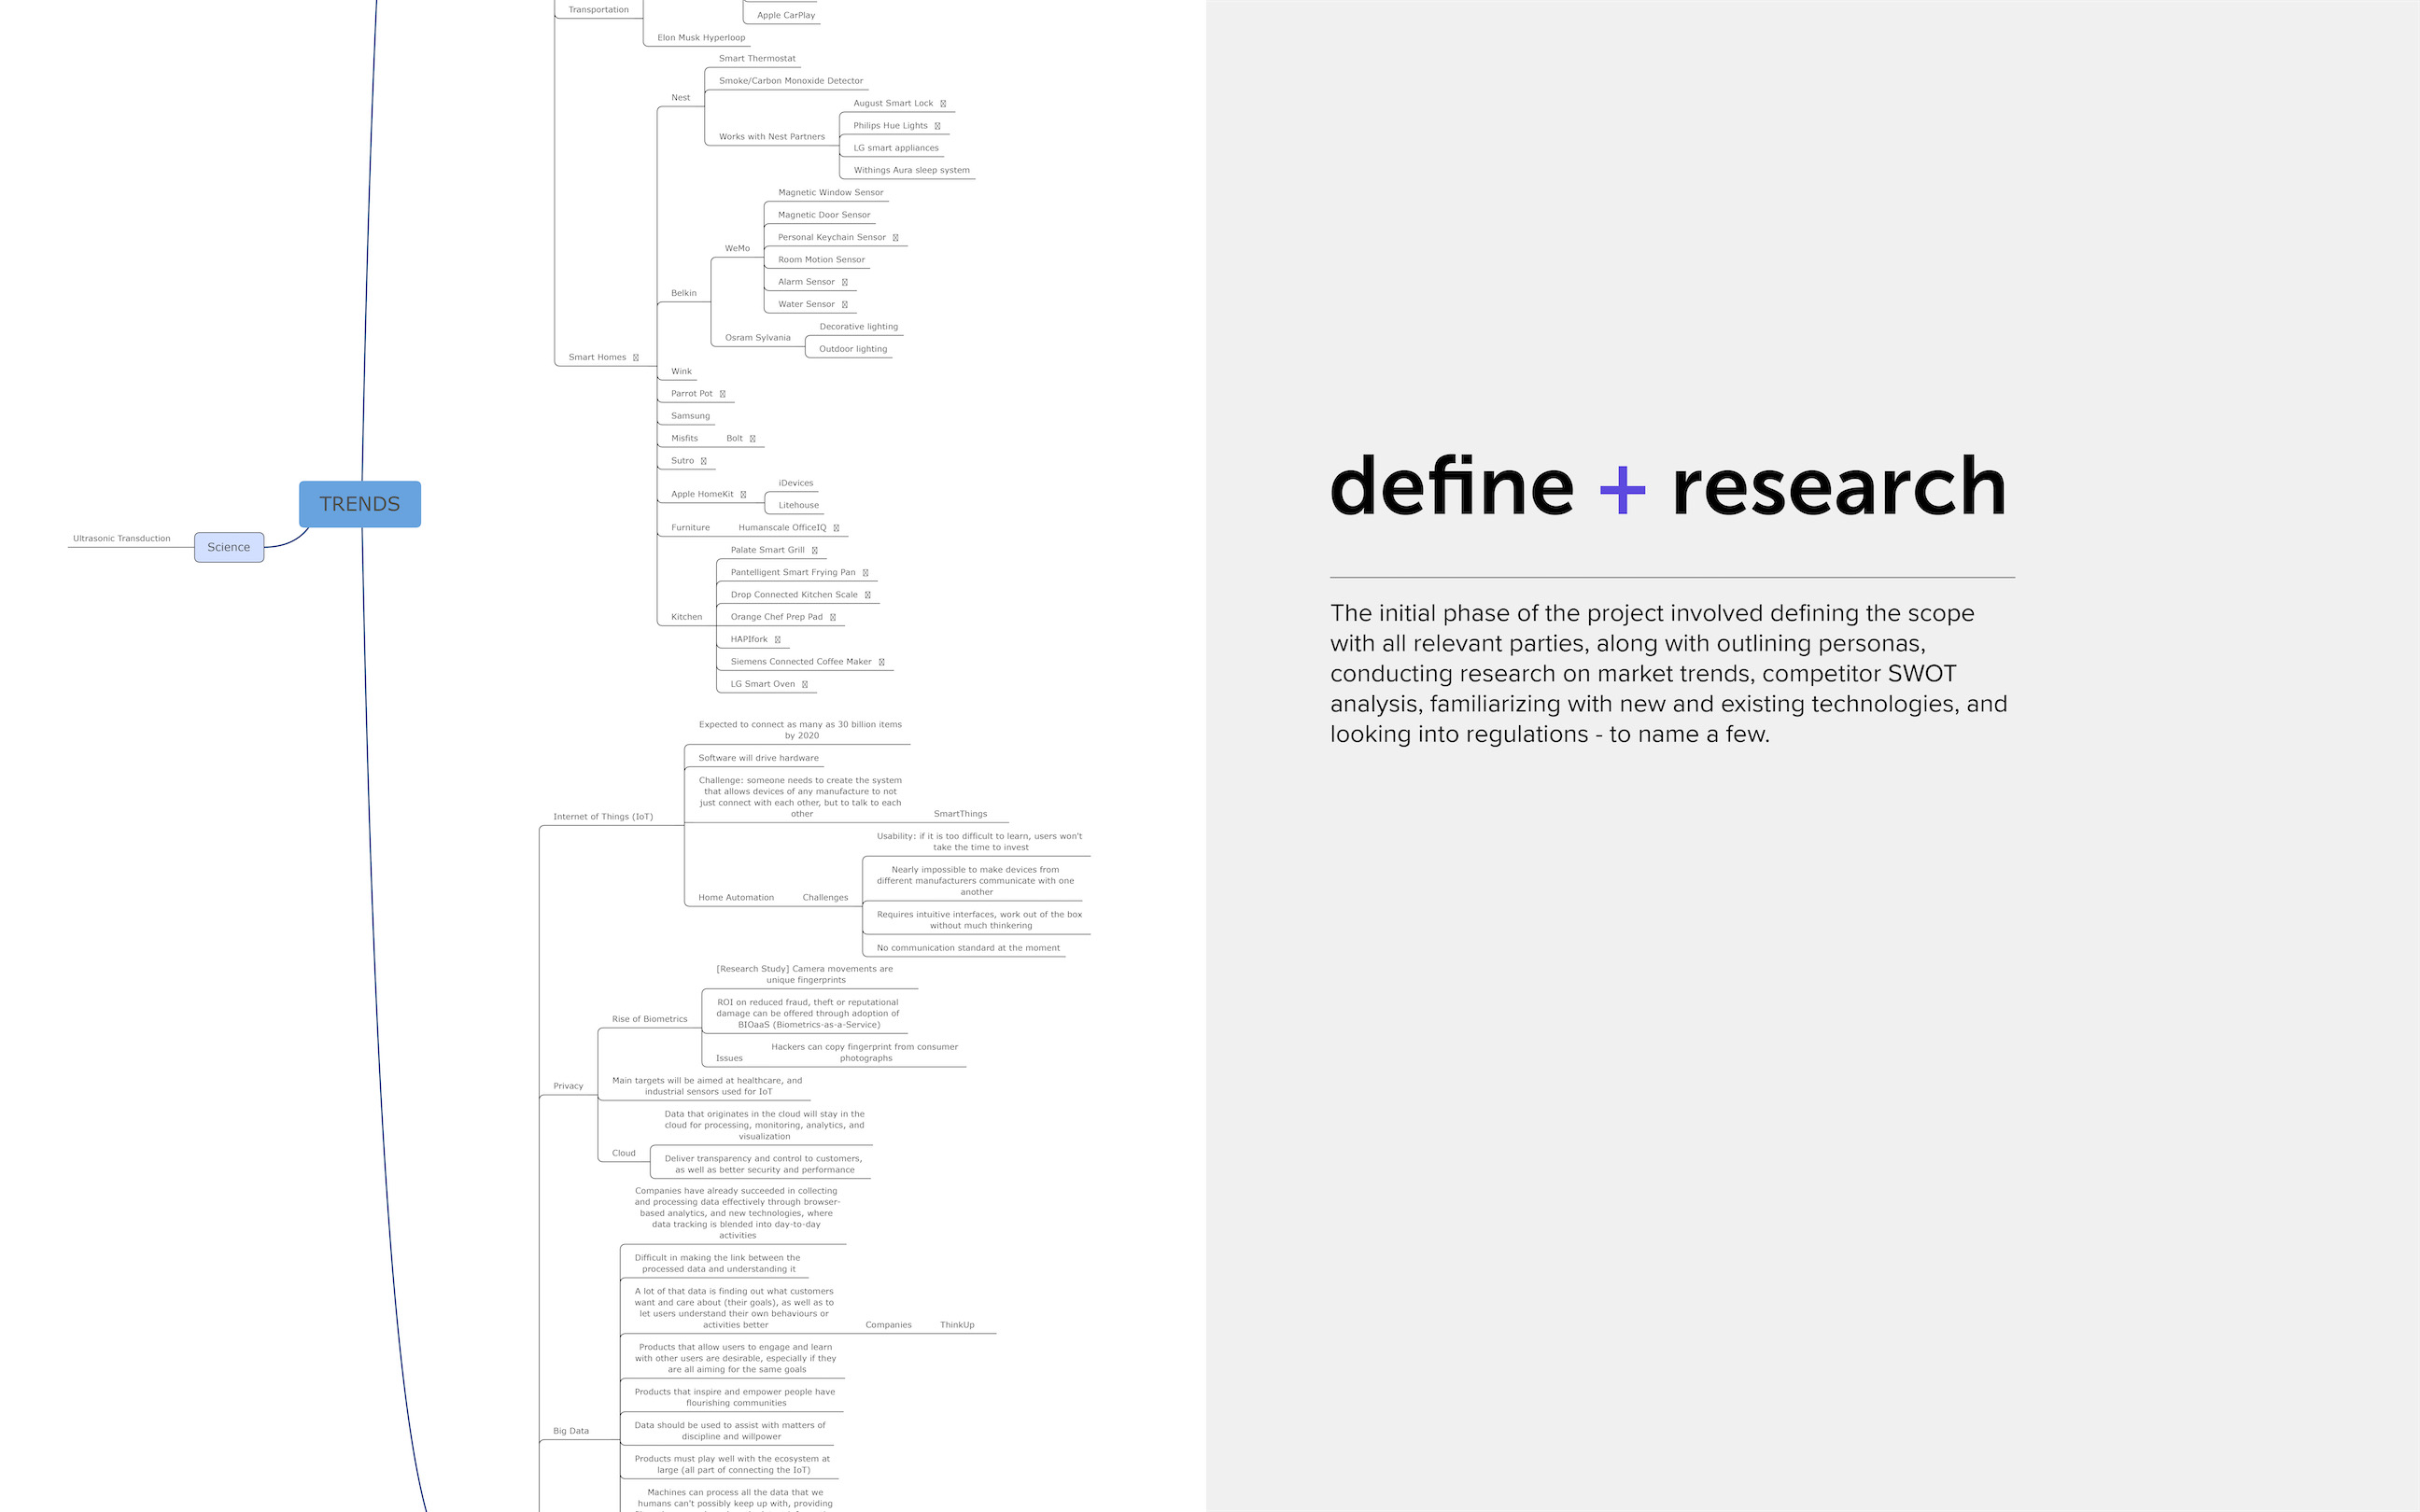 Transportation
Apple CarPlay
Elon Musk Hyperloop
Smart Thermostat
Smoke/Carbon Monoxide Detector
Nest
August Smart Lock
Philips Hue Lights
Works with Nest Partners
LG smart appliances
Withings Aura sleep system
Magnetic Window Sensor
Magnetic Door Sensor
Personal Keychain Sensor
WeMo
Room Motion Sensor
Alarm Sensor
Belkin
Water Sensor
Decorative lighting
Osram Sylvania
Outdoor lighting
Smart Homes
Wink
Parrot Pot
Samsung
Misfits Bolt
Sutro
Apple HomeKit
iDevices
Litehouse
Furniture Humanscale OfficeIQ
Palate Smart Grill
Pantelligent Smart Frying Pan
Drop Connected Kitchen Scale
Kitchen
Orange Chef Prep Pad
HAPIfork
Siemens Connected Coffee Maker
LG Smart Oven
TRENDS
Ultrasonic Transduction
Science
Expected to connect as many as 30 billion items
by 2020
Software will drive hardware
Challenge: someone needs to create the system
that allows devices of any manufacture to not
just connect with each other, but to talk to each
other
SmartThings
Internet of Things (IoT)
Usability: if it is too difficult to learn, users won't
take the time to invest
Nearly impossible to make devices from
different manufacturers communicate with one
another
Home Automation Challenges
Requires intuitive interfaces, work out of the box
without much thinkering
No communication standard at the moment
[Research Study] Camera movements are
unique fingerprints
ROI on reduced fraud, theft or reputational
damage can be offered through adoption of
BIOaaS (Biometrics-as-a-Service)
Rise of Biometrics
Issues
Hackers can copy fingerprint from consumer
photographs
Privacy
Main targets will be aimed at healthcare, and
industrial sensors used for IoT
Data that originates in the cloud will stay in the
cloud for processing, monitoring, analytics, and
visualization
Cloud
Deliver transparency and control to customers,
as well as better security and performance
Companies have already succeeded in collecting
and processing data effectively through browser-
based analytics, and new technologies, where
data tracking is blended into day-to-day
activities
Difficult in making the link between the
processed data and understanding it
A lot of that data is finding out what customers
want and care about (their goals), as well as to
let users understand their own behaviours or
activities better
Companies ThinkUp
Products that allow users to engage and learn
with other users are desirable, especially if they
are all aiming for the same goals
Products that inspire and empower people have
flourishing communities
Data should be used to assist with matters of
discipline and willpower
Big Data
Products must play well with the ecosystem at
large (all part of connecting the IoT)
Machines can process all the data that we
humans can't possibly keep up with, providing
define + research
The initial phase of the project involved defining the scope
with all relevant parties, along with outlining personas,
conducting research on market trends, competitor SWOT
analysis, familiarizing with new and existing technologies, and
looking into regulations - to name a few.